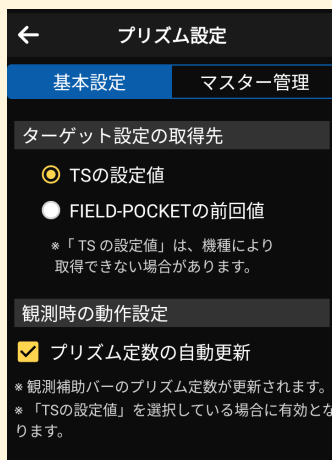 プリズム設定
基本設定 マスター管理
ターゲット設定の取得先
TSの設定値
FIELD-POCKETの前回値
※「 TS の設定値」は、機種により
取得できない場合があります。
観測時の動作設定
プリズム定数の自動更新
※ 観測補助バーのプリズム定数が更新されます。
※ 「TSの設定値」を選択している場合に有効とな
ります。